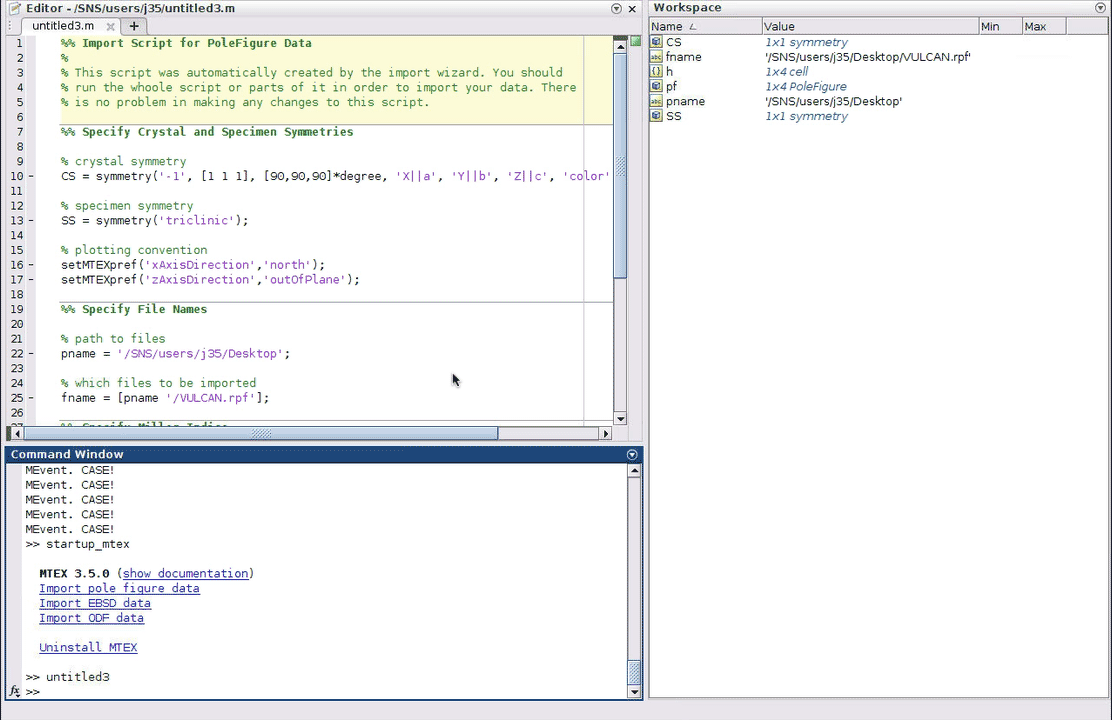 Editor - /SNS/users/j35/untitled3.m
untitled3.m
1 %% Import Script for PoleFigure Data
2 %
3 % This script was automatically created by the import wizard. You should
4 % run the whole script or parts of it in order to import your data. There
5 % is no problem in making any changes to this script.
6
7 %% Specify Crystal and Specimen Symmetries
8
9 % crystal symmetry
10 - CS = symmetry('-1', [1 1 1], [90,90,90]*degree, 'X||a', 'Y||b', 'Z||c', 'color'
11
12 % specimen symmetry
13 - SS = symmetry('triclinic');
14
15 % plotting convention
16 - setMTEXpref('xAxisDirection','north');
17 - setMTEXpref('zAxisDirection','outOfPlane');
18
19 %% Specify File Names
20
21 % path to files
22 - pname = '/SNS/users/j35/Desktop';
23
24 % which files to be imported
25 - fname = [pname '/VULCAN.rpf'];
26
27 %% Specify Miller Indice
Command Window
MEvent. CASE!
MEvent. CASE!
MEvent. CASE!
MEvent. CASE!
MEvent. CASE!
>> startup_mtex
MTEX 3.5.0 (show documentation)
Import pole figure data
Import EBSD data
Import ODF data
Uninstall MTEX
>> untitled3
fx >>
Workspace
Name Value Min Max
CS 1x1 symmetry
abc fname '/SNS/users/j35/Desktop/VULCAN.rpf'
{} h 1x4 cell
pf 1x4 PoleFigure
abc pname '/SNS/users/j35/Desktop'
SS 1x1 symmetry